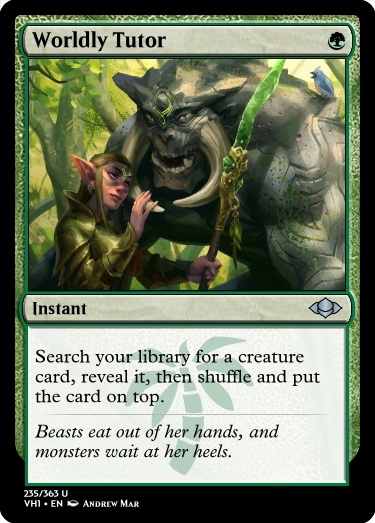 Worldly Tutor
Instant
Search your library for a creature
card, reveal it, then shuffle and put
the card on top.
Beasts eat out of her hands, and
monsters wait at her heels.
235/363 U
VH1 • EN Andrew Mar